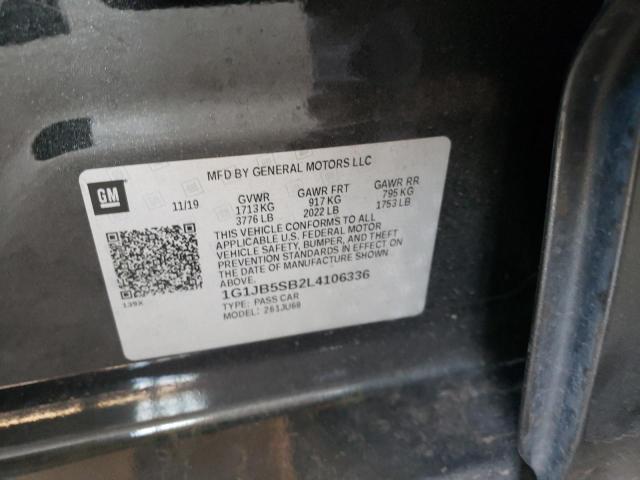 MFD BY GENERAL MOTORS LLC
GM
11/19
GVWR GAWR FRT GAWR RR
1713 KG 917 KG 795 KG
3776 LB 2022 LB 1753 LB
THIS VEHICLE CONFORMS TO ALL
APPLICABLE U.S. FEDERAL MOTOR
VEHICLE SAFETY, BUMPER, AND THEFT
PREVENTION STANDARDS IN EFFECT ON
THE DATE OF MANUFACTURE SHOWN
ABOVE.
1G1JB5SB2L4106336
TYPE: PASS CAR
MODEL: 261JU69
139X